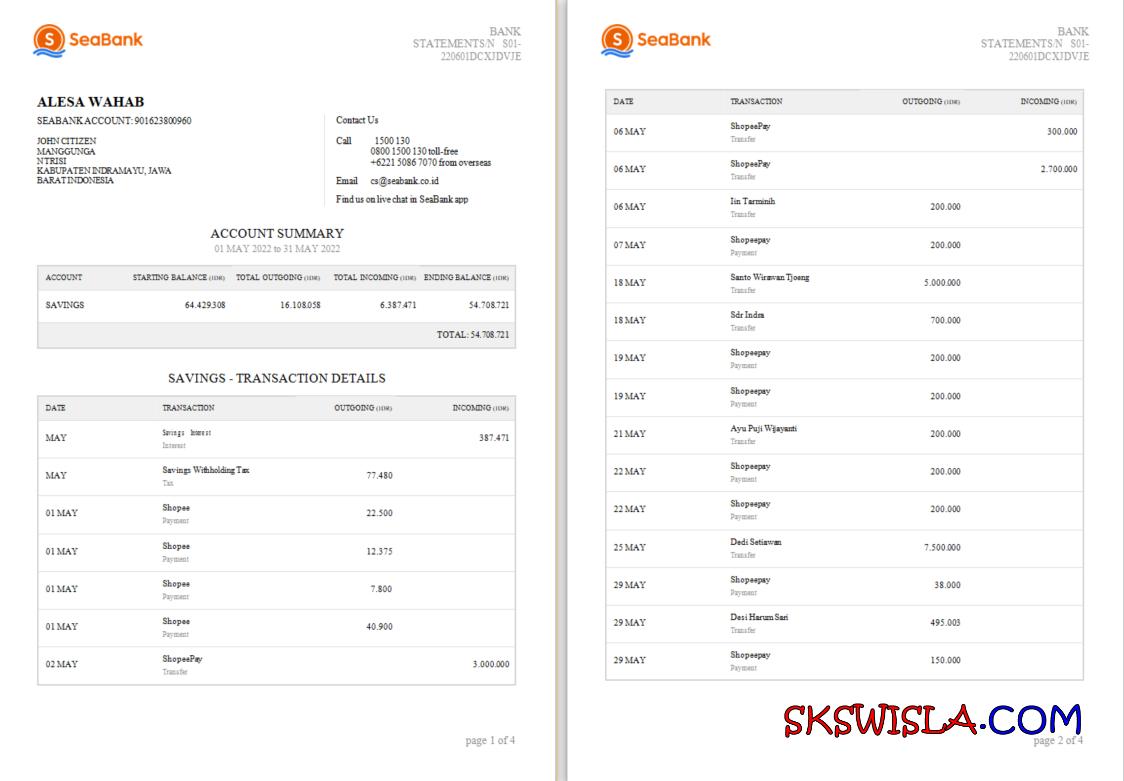 SeaBank
BANK
STATEMENTS/N S01-
220601DCXJDVJE
ALESA WAHAB
SEABANK ACCOUNT: 901623800960
JOHN CITIZEN
MANGGUNGA
NTRISI
KABUPATEN INDRAMAYU, JAWA
BARAT INDONESIA
Contact Us
Call 1500 130
0800 1500 130 toll-free
+6221 5086 7070 from overseas
Email cs@seabank.co.id
Find us on live chat in SeaBank app
ACCOUNT SUMMARY
01 MAY 2022 to 31 MAY 2022
ACCOUNT STARTING BALANCE (IDR) TOTAL OUTGOING (IDR) TOTAL INCOMING (IDR) ENDING BALANCE (IDR)
SAVINGS 64.429.308 16.108.058 6.387.471 54.708.721
TOTAL: 54.708.721
SAVINGS - TRANSACTION DETAILS
DATE TRANSACTION OUTGOING (IDR) INCOMING (IDR)
MAY Savings Interest 387.471
Interest
MAY Savings Withholding Tax 77.480
Tax
01 MAY Shopee 22.500
Payment
01 MAY Shopee 12.375
Payment
01 MAY Shopee 7.800
Payment
01 MAY Shopee 40.900
Payment
02 MAY ShopeePay 3.000.000
Transfer
page 1 of 4
SeaBank
BANK
STATEMENTS/N S01-
220601DCXJDVJE
DATE TRANSACTION OUTGOING (IDR) INCOMING (IDR)
06 MAY ShopeePay 300.000
Transfer
06 MAY ShopeePay 2.700.000
Transfer
06 MAY Iin Tarminih 200.000
Transfer
07 MAY Shopeepay 200.000
Transfer
18 MAY Santo Wirawan Tjoeng 5.000.000
Transfer
18 MAY Sdr Indra 700.000
Transfer
19 MAY Shopeepay 200.000
Payment
19 MAY Shopeepay 200.000
Payment
21 MAY Ayu Puji Wijayanti 200.000
Transfer
22 MAY Shopeepay 200.000
Payment
22 MAY Shopeepay 200.000
Payment
25 MAY Dedi Setiawan 7.500.000
Transfer
29 MAY Shopeepay 38.000
Payment
29 MAY Desi Harum Sari 495.003
Transfer
29 MAY Shopeepay 150.000
Payment
SKSWISLA.COM
page 2 of 4